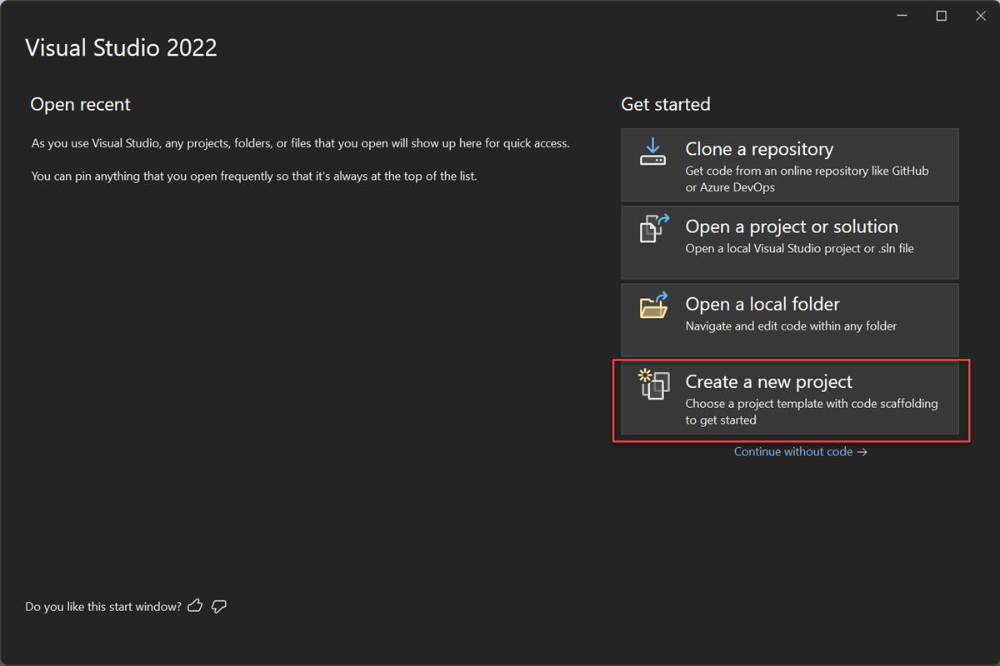 Visual Studio 2022
Open recent
As you use Visual Studio, any projects, folders, or files that you open will show up here for quick access.
You can pin anything that you open frequently so that it's always at the top of the list.
Get started
Clone a repository
Get code from an online repository like GitHub
or Azure DevOps
Open a project or solution
Open a local Visual Studio project or .sln file
Open a local folder
Navigate and edit code within any folder
Create a new project
Choose a project template with code scaffolding
to get started
Continue without code →
Do you like this start window?